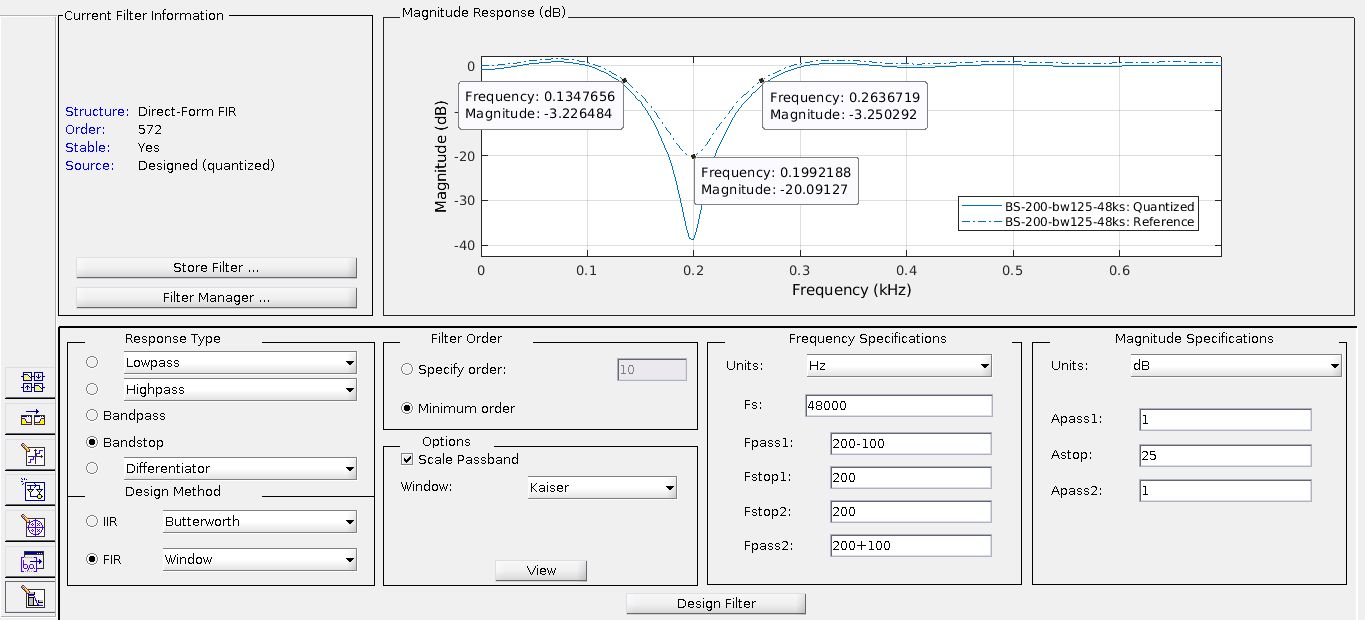 Current Filter Information
Structure: Direct-Form FIR
Order: 572
Stable: Yes
Source: Designed (quantized)
Store Filter ...
Filter Manager ...
Magnitude Response (dB)
Magnitude (dB)
0
-10
-20
-30
-40
Frequency: 0.1347656
Magnitude: -3.226484
Frequency: 0.2636719
Magnitude: -3.250292
Frequency: 0.1992188
Magnitude: -20.09127
BS-200-bw125-48ks: Quantized
BS-200-bw125-48ks: Reference
0 0.1 0.2 0.3 0.4 0.5 0.6
Frequency (kHz)
Response Type
Lowpass
Highpass
Bandpass
Bandstop
Differentiator
Design Method
IIR Butterworth
FIR Window
Filter Order
Specify order: 10
Minimum order
Options
Scale Passband
Window: Kaiser
View
Frequency Specifications
Units: Hz
Fs: 48000
Fpass1: 200-100
Fstop1: 200
Fstop2: 200
Fpass2: 200+100
Magnitude Specifications
Units: dB
Apass1: 1
Astop: 25
Apass2: 1
Design Filter